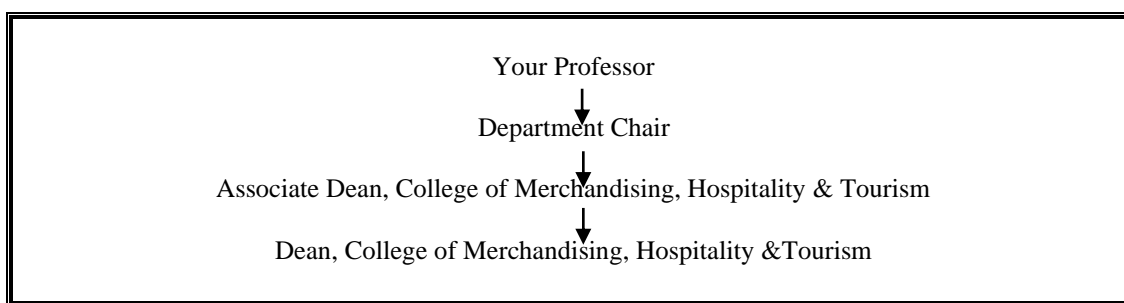 Your Professor
Department Chair
Associate Dean, College of Merchandising, Hospitality & Tourism
Dean, College of Merchandising, Hospitality &Tourism